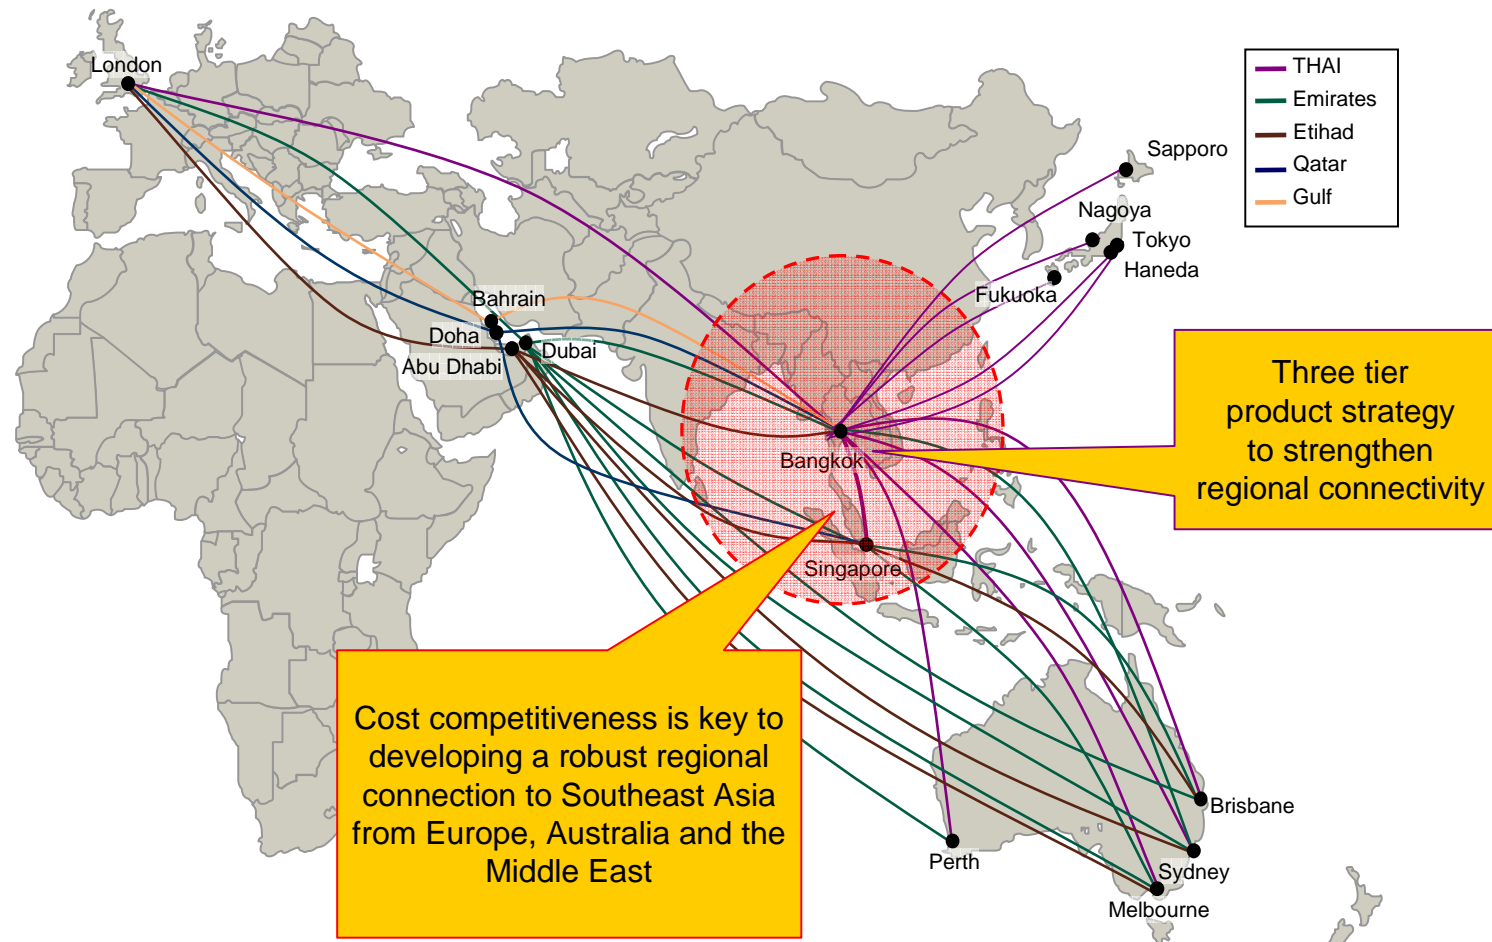 London
THAI
Emirates
Etihad
Qatar
Gulf
Sapporo
Nagoya
Tokyo
Haneda
Fukuoka
Bahrain
Doha
Dubai
Abu Dhabi
Three tier
product strategy
to strengthen
regional connectivity
Bangkok
Singapore
Cost competitiveness is key to
developing a robust regional
connection to Southeast Asia
from Europe, Australia and the
Middle East
Brisbane
Perth
Sydney
Melbourne